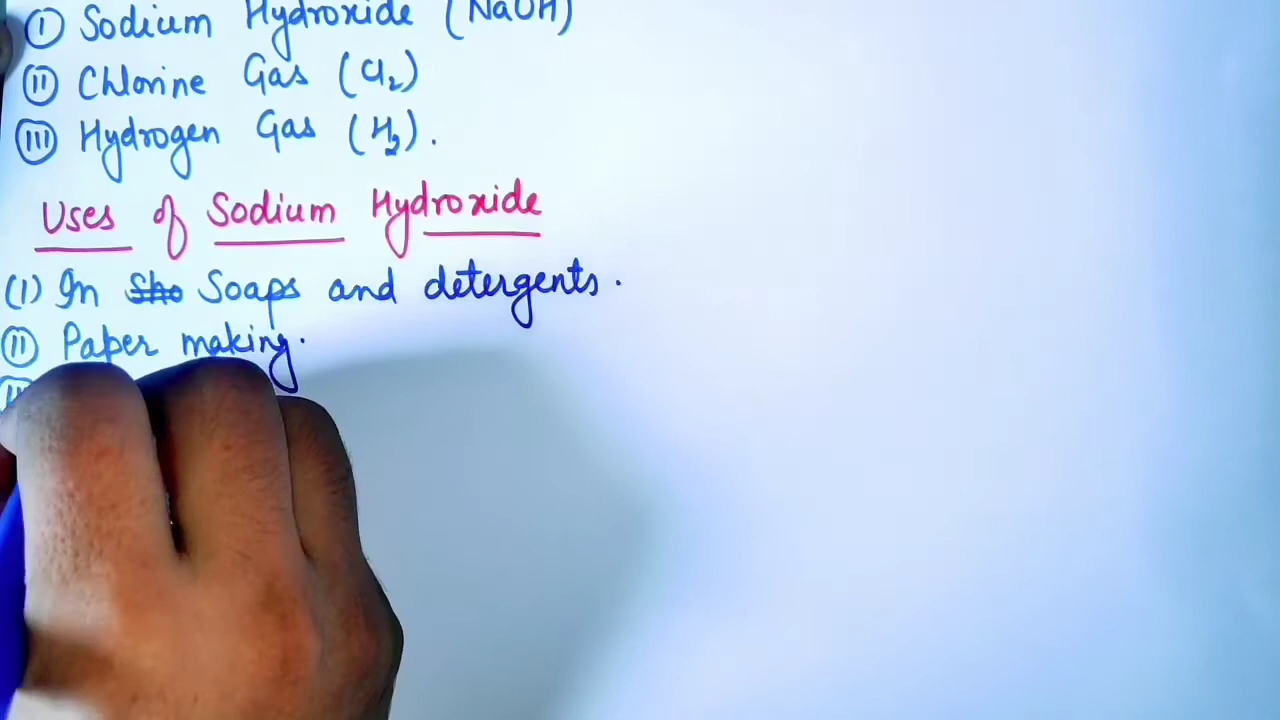 (I) Sodium Hydroxide (NaOH)
(II) Chlorine Gas (Cl₂)
(III) Hydrogen Gas (H₂).
Uses of Sodium Hydroxide
(1) In Sho Soaps and detergents.
(II) Paper making.